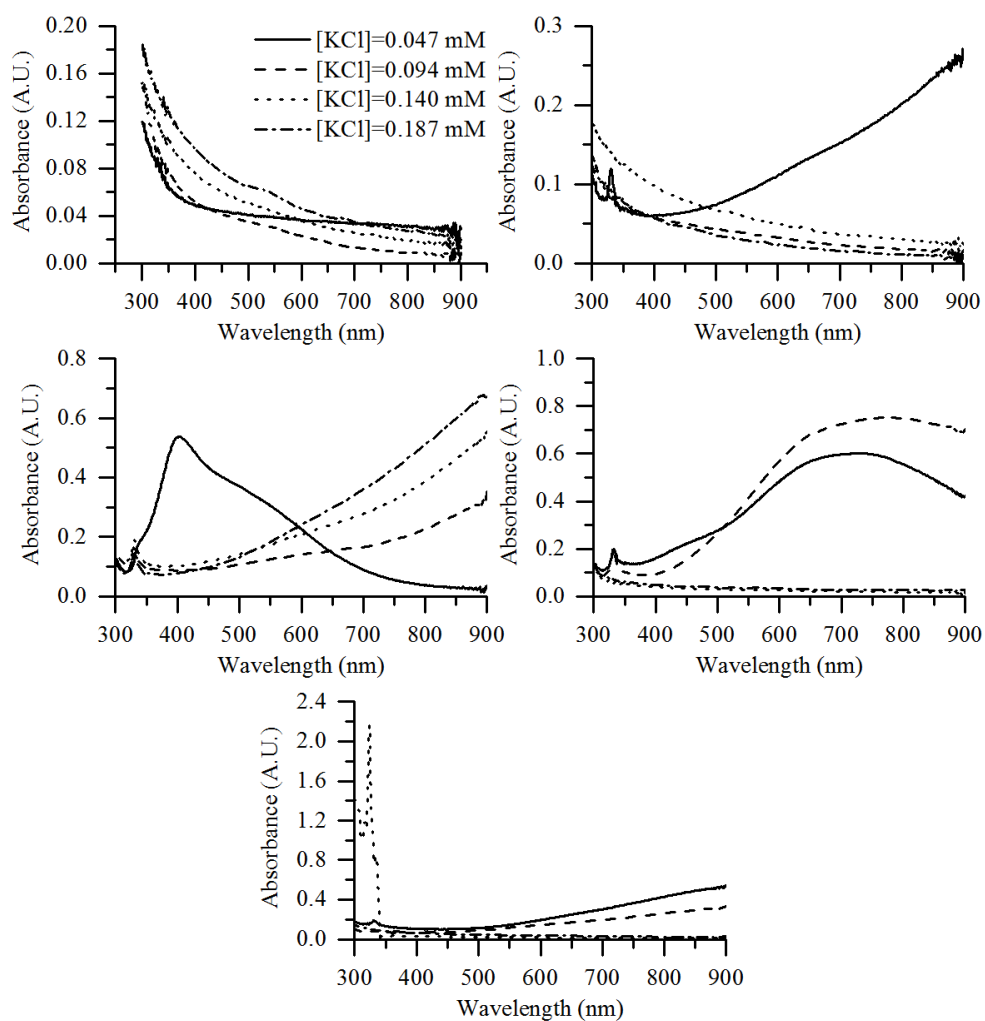 0.20
0.16
0.12
0.08
0.04
0.00
Absorbance (A.U.)
[KCl]=0.047 mM
[KCl]=0.094 mM
[KCl]=0.140 mM
[KCl]=0.187 mM
300 400 500 600 700 800 900
Wavelength (nm)
0.3
0.2
0.1
0.0
Absorbance (A.U.)
300 400 500 600 700 800 900
Wavelength (nm)
0.8
0.6
0.4
0.2
0.0
Absorbance (A.U.)
300 400 500 600 700 800 900
Wavelength (nm)
1.0
0.8
0.6
0.4
0.2
0.0
Absorbance (A.U.)
300 400 500 600 700 800 900
Wavelength (nm)
2.4
2.0
1.6
1.2
0.8
0.4
0.0
Absorbance (A.U.)
300 400 500 600 700 800 900
Wavelength (nm)